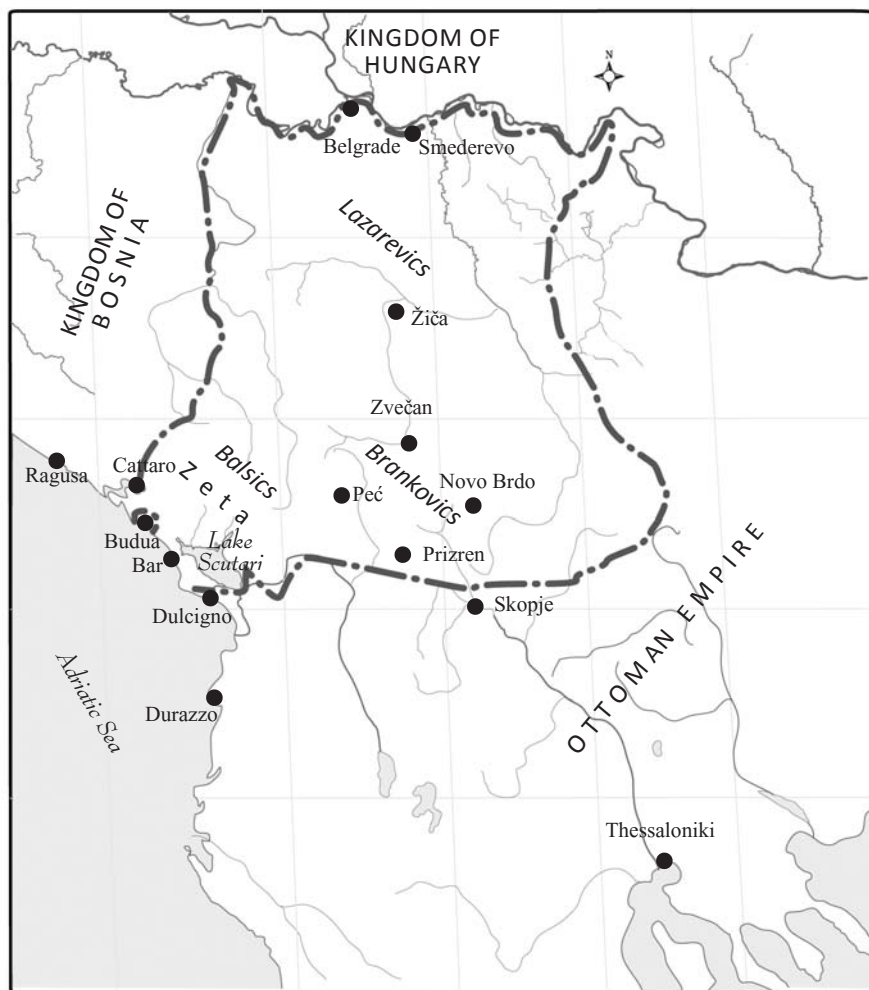 KINGDOM OF
HUNGARY
N
Belgrade
Smederevo
KINGDOM OF
BOSNIA
Lazarevics
Žiča
Zvečan
Ragusa
Cattaro
Balsics
Zeta
Brankovics
Peć
Novo Brdo
Budua
Lake
Scutari
Bar
Prizren
Dulcigno
Skopje
OTTOMAN EMPIRE
Adriatic Sea
Durazzo
Thessaloniki